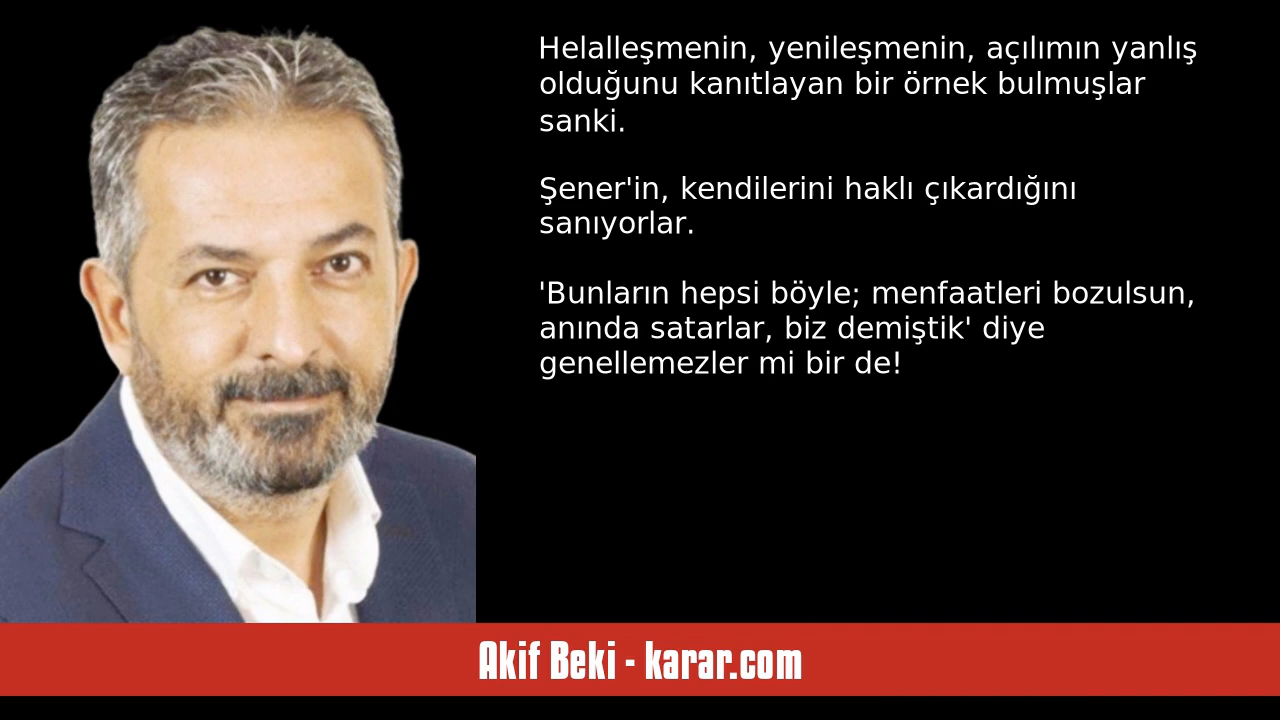 Helalleşmenin, yenileşmenin, açılımın yanlış
olduğunu kanıtlayan bir örnek bulmuşlar
sanki.
Şener'in, kendilerini haklı çıkardığını
sanıyorlar.
'Bunların hepsi böyle; menfaatleri bozulsun,
anında satarlar, biz demiştik' diye
genellemezler mi bir de!
Akif Beki - karar.com